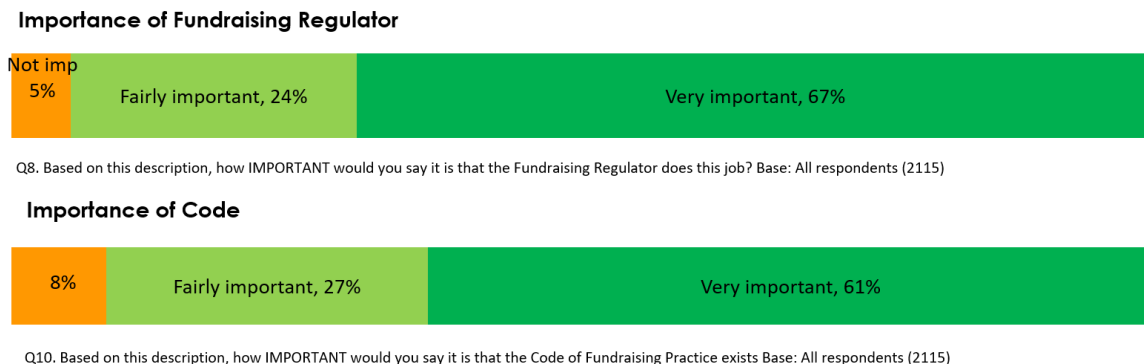 Importance of Fundraising Regulator
Not imp
5%
Fairly important, 24%
Very important, 67%
Q8. Based on this description, how IMPORTANT would you say it is that the Fundraising Regulator does this job? Base: All respondents (2115)
Importance of Code
8%
Fairly important, 27%
Very important, 61%
Q10. Based on this description, how IMPORTANT would you say it is that the Code of Fundraising Practice exists Base: All respondents (2115)